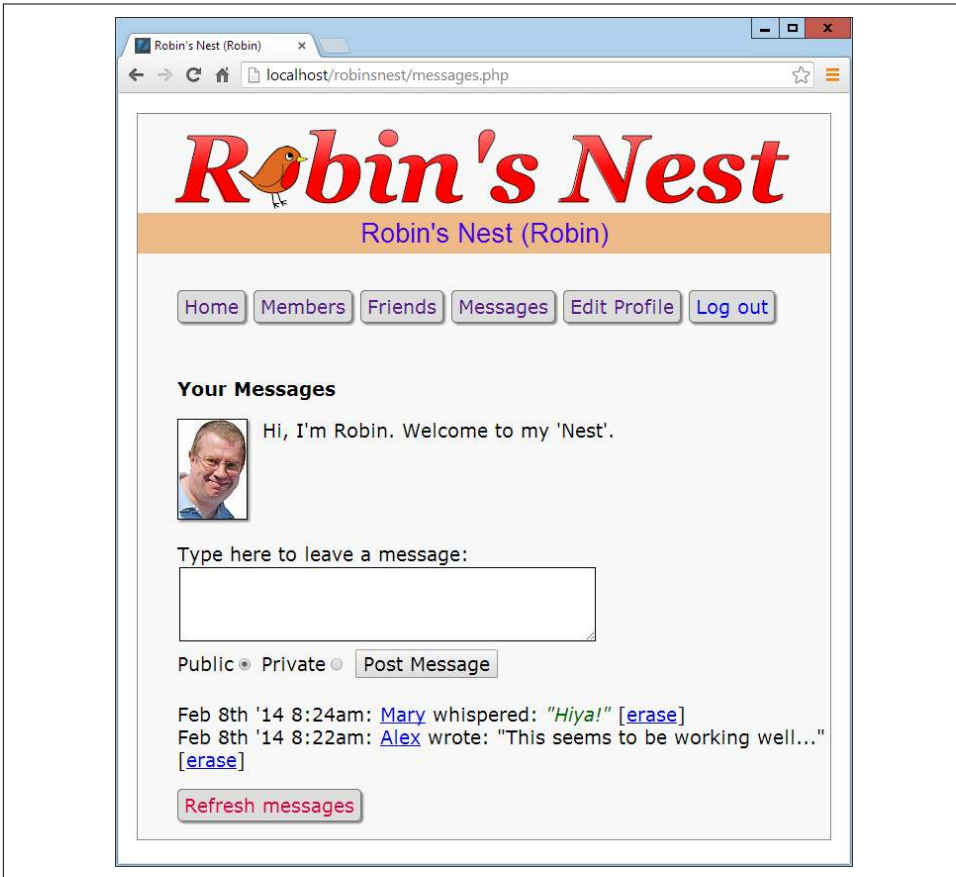 Robin's Nest (Robin)
localhost/robinsnest/messages.php
Robin's Nest
Robin's Nest (Robin)
Home Members Friends Messages Edit Profile Log out
Your Messages
Hi, I'm Robin. Welcome to my 'Nest'.
Type here to leave a message:
Public Private Post Message
Feb 8th '14 8:24am: Mary whispered: "Hiya!" [erase]
Feb 8th '14 8:22am: Alex wrote: "This seems to be working well..."
[erase]
Refresh messages